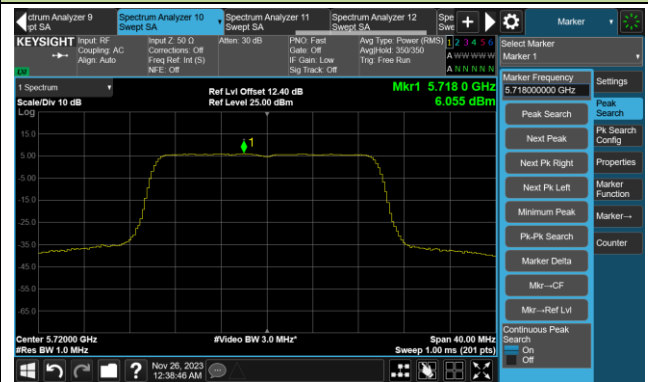 ctrum Analyzer 9
ept SA
Spectrum Analyzer 10
Swept SA
Spectrum Analyzer 11
Swept SA
Spectrum Analyzer 12
Swept SA
Spe
Swe
Marker
KEYSIGHT
Input: RF
Coupling: AC
Align: Auto
Input Z: 50 Ω
Corrections: Off
Freq Ref: Int (S)
NFE: Off
Atten: 30 dB
PNO: Fast
Gate: Off
IF Gain: Low
Sig Track: Off
Avg Type: Power (RMS)
Avg|Hold: 350/350
Trig: Free Run
1 2 3 4 5 6
A W W W W W
A N N N N N
LXI
Select Marker
Marker 1
1 Spectrum
Scale/Div 10 dB
Log
Ref Lvl Offset 12.40 dB
Ref Level 25.00 dBm
Mkr1 5.718 0 GHz
6.055 dBm
1
15.0
5.00
-5.00
-15.0
-25.0
-35.0
-45.0
-55.0
-65.0
Center 5.72000 GHz
#Res BW 1.0 MHz
#Video BW 3.0 MHz*
Span 40.00 MHz
Sweep 1.00 ms (201 pts)
Marker Frequency
5.718000000 GHz
Peak Search
Next Peak
Next Pk Right
Next Pk Left
Minimum Peak
Pk-Pk Search
Marker Delta
Mkr→CF
Mkr→Ref Lvl
Continuous Peak
Search
On
Off
Settings
Peak
Search
Pk Search
Config
Properties
Marker
Function
Marker→
Counter
?
Nov 26, 2023
12:38:46 AM